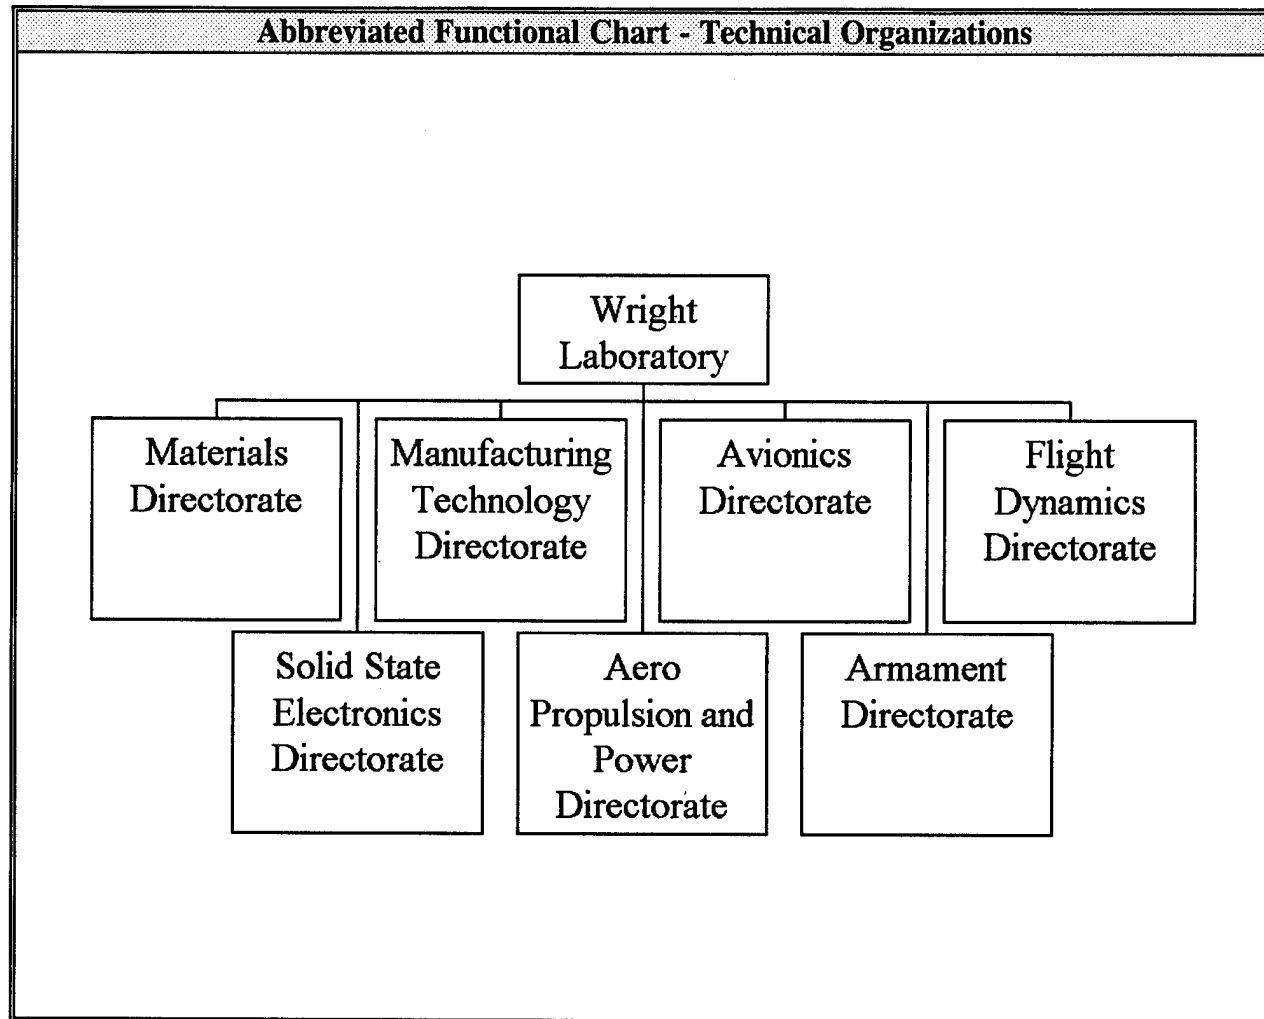 Abbreviated Functional Chart - Technical Organizations
Wright
Laboratory
Materials
Directorate
Manufacturing
Technology
Directorate
Avionics
Directorate
Flight
Dynamics
Directorate
Solid State
Electronics
Directorate
Aero
Propulsion and
Power
Directorate
Armament
Directorate